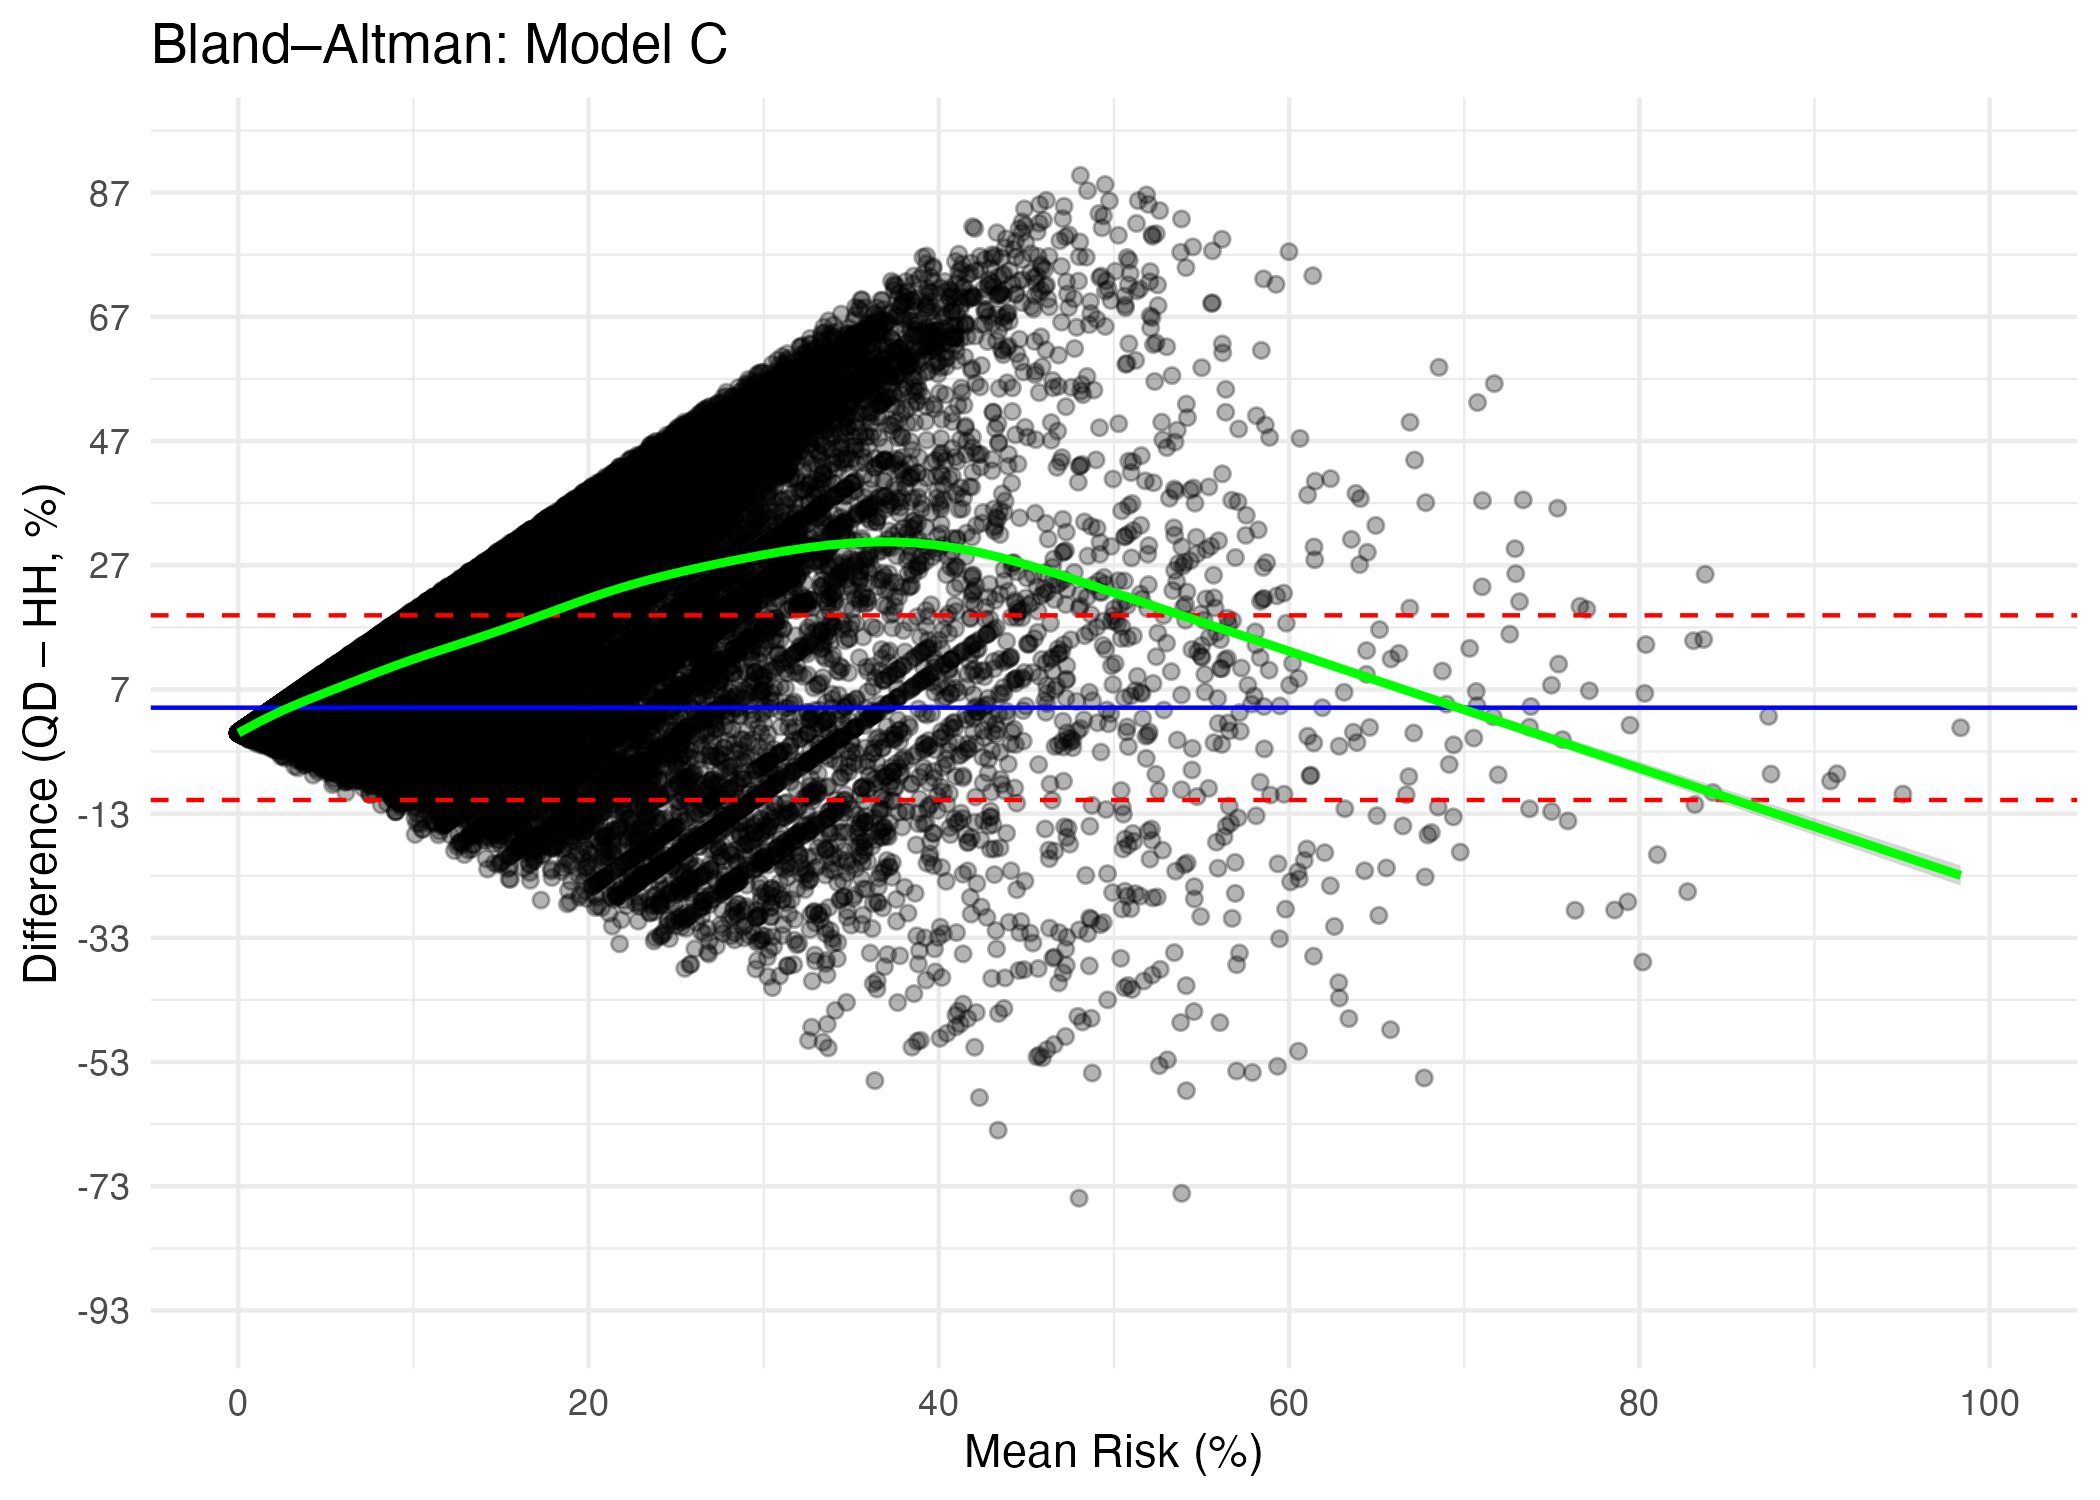 Bland–Altman: Model C
Difference (QD – HH, %)
87
67
47
27
7
-13
-33
-53
-73
-93
0 20 40 60 80 100
Mean Risk (%)